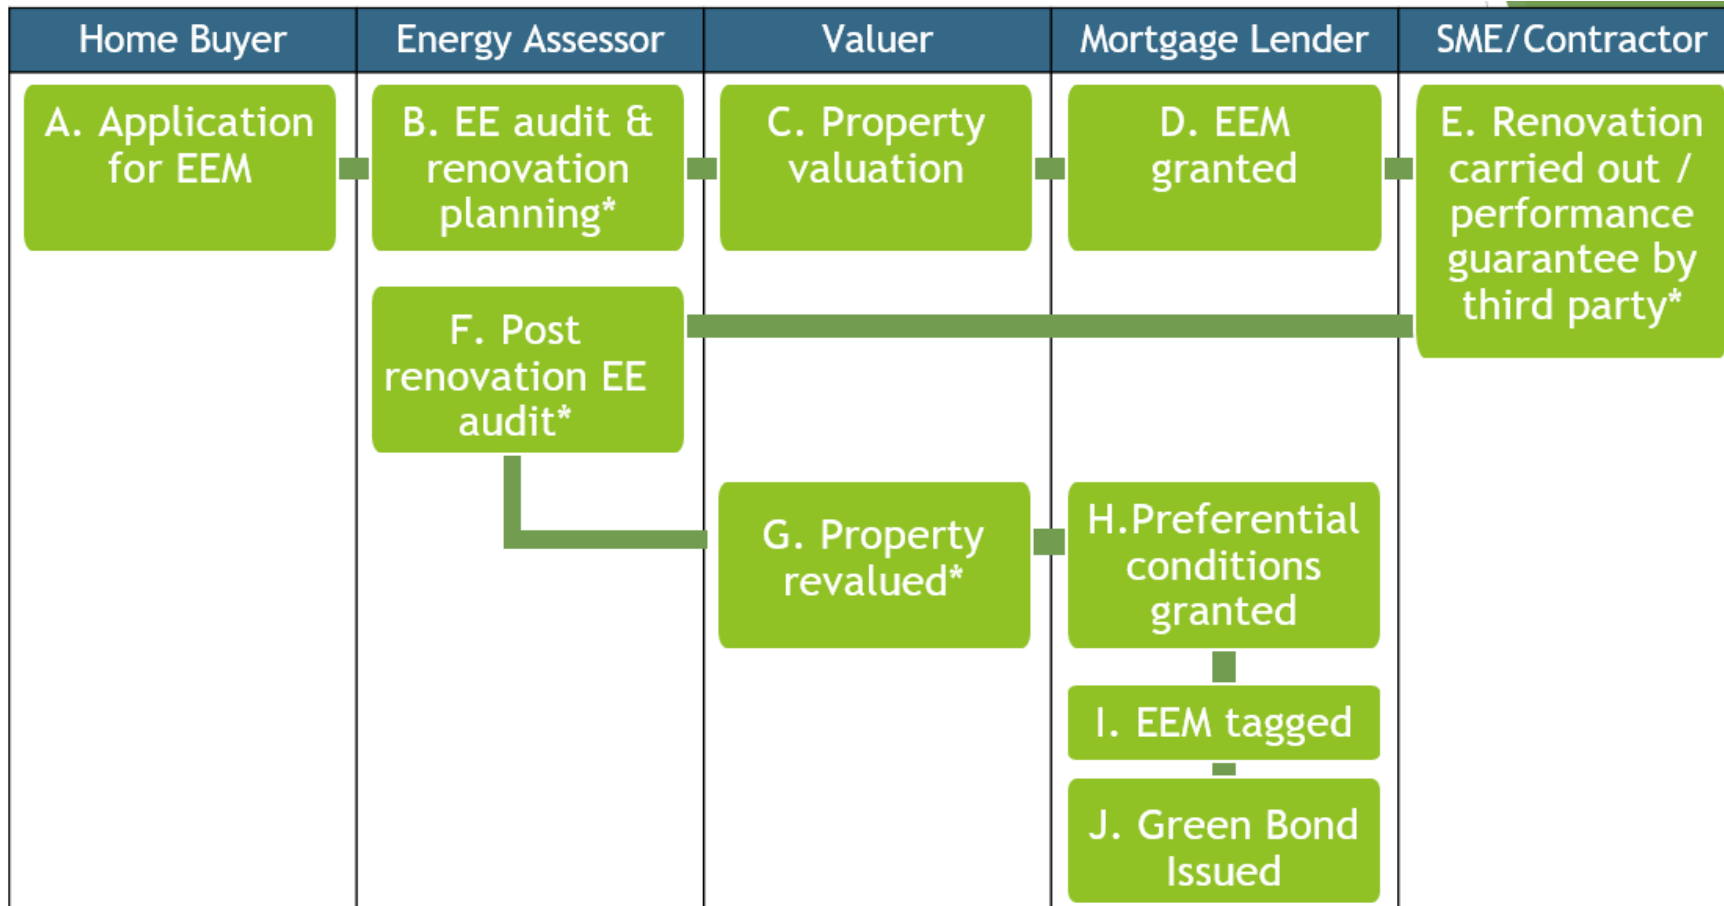 Home Buyer
Energy Assessor
Valuer
Mortgage Lender
SME/Contractor
A. Application
for EEM
B. EE audit &
renovation
planning*
C. Property
valuation
D. EEM
granted
E. Renovation
carried out /
performance
guarantee by
third party*
F. Post
renovation EE
audit*
G. Property
revalued*
H.Preferential
conditions
granted
I. EEM tagged
J. Green Bond
Issued